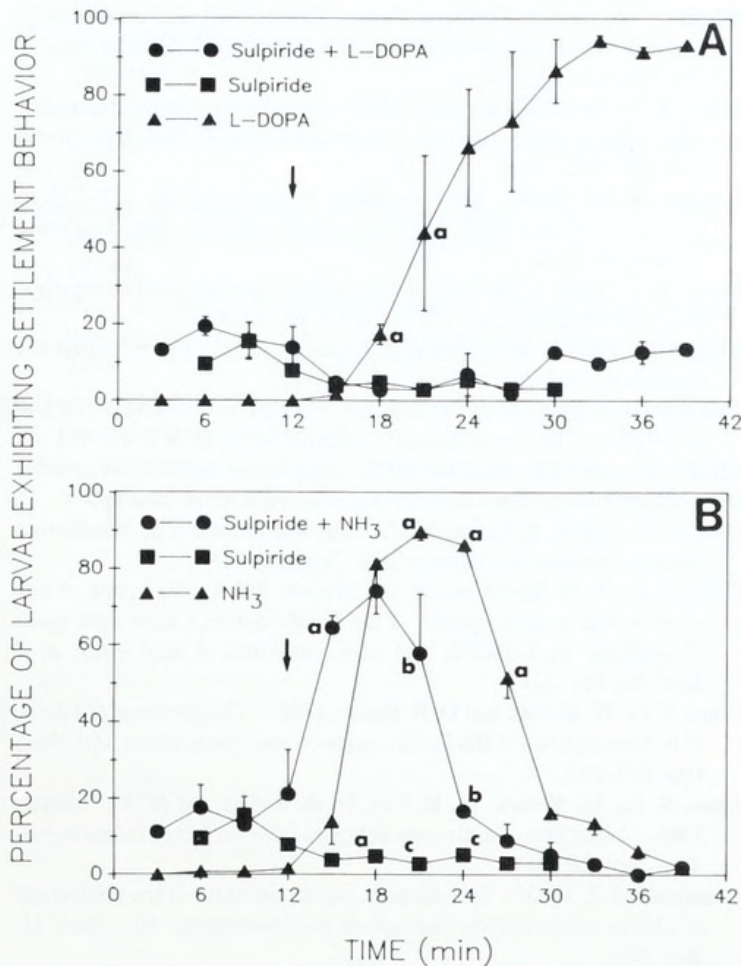 PERCENTAGE OF LARVAE EXHIBITING SETTLEMENT BEHAVIOR
A
100
80
60
40
20
0
Sulpiride + L-DOPA
Sulpiride
L-DOPA
a
a
0 6 12 18 24 30 36 42
B
100
80
60
40
20
0
Sulpiride + NH3
Sulpiride
NH3
a
a
a
b
a
b
a
c
c
0 6 12 18 24 30 36 42
TIME (min)